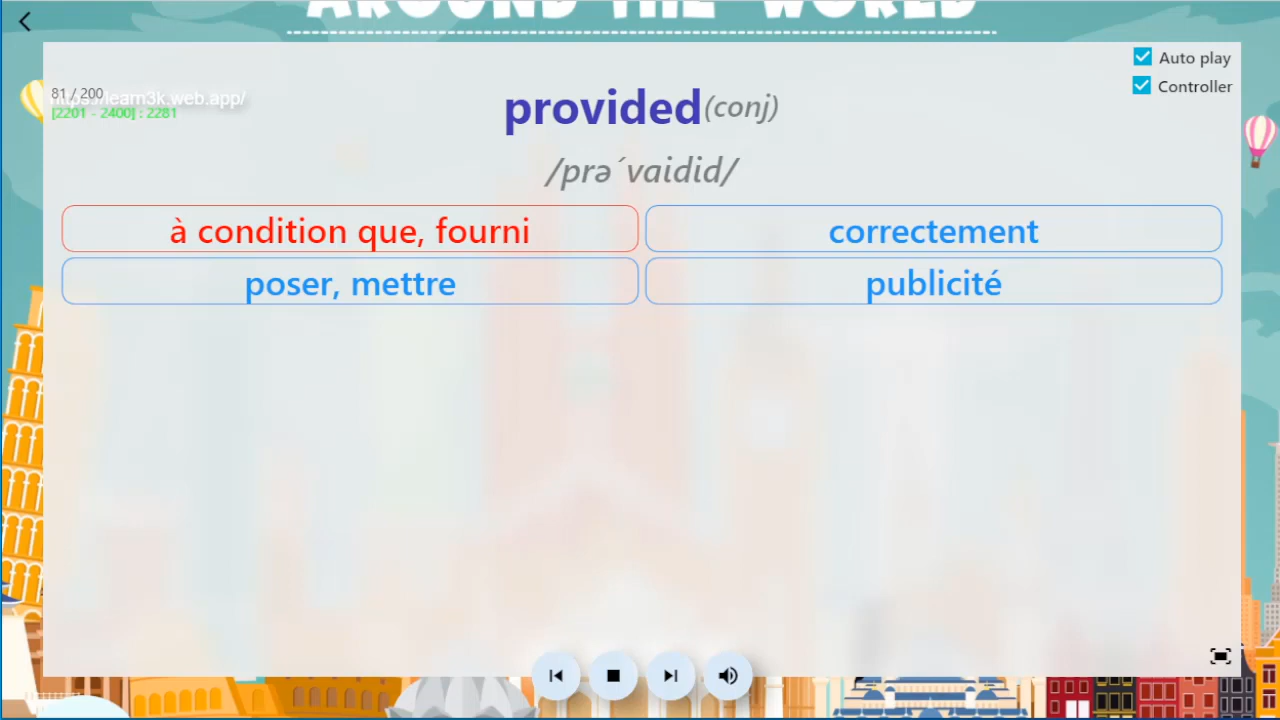 AROUND THE WORLD
Auto play
81 / 200
https://learn3k.web.app/
Controller
[2201 - 2400] : 2281
provided(conj)
/prə´vaidid/
à condition que, fourni
correctement
poser, mettre
publicité